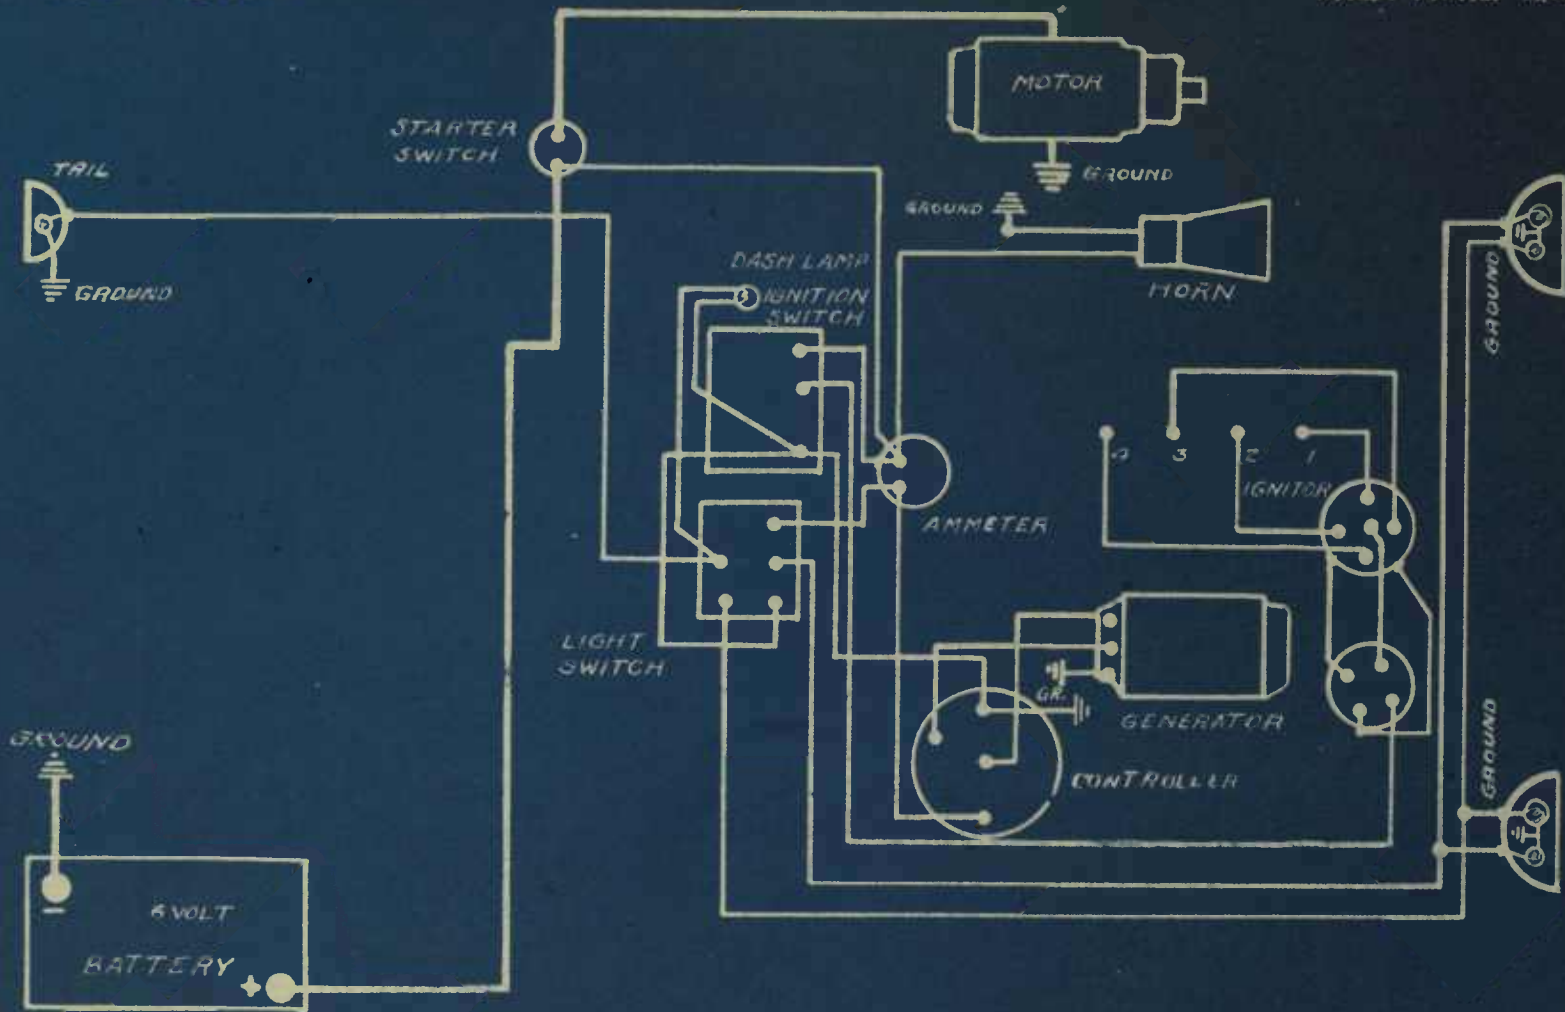 MOTOR
STARTER
SWITCH
TAIL
GROUND
GROUND
GROUND
DASH LAMP
IGNITION
SWITCH
HORN
GROUND
4 3 2 1
IGNITOR
AMMETER
LIGHT
SWITCH
GR.
GENERATOR
GROUND
GROUND
CONTROLLER
6 VOLT
BATTERY
+
-